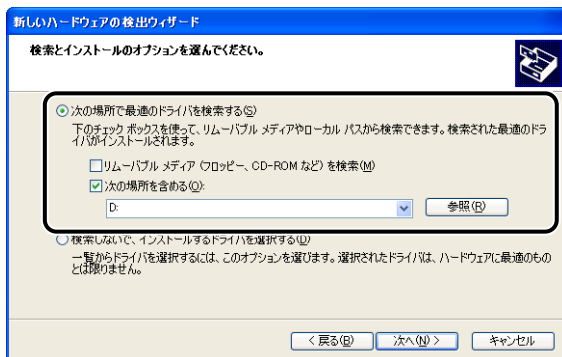 新しいハードウェアの検出ウィザード
検索とインストールのオプションを選んでください。
次の場所で最適のドライバを検索する(S)
下のチェック ボックスを使って、リムーバブル メディアやローカル パスから検索できます。検索された最適のドラ
イバがインストールされます。
リムーバブル メディア (フロッピー、CD-ROM など) を検索(M)
次の場所を含める(O):
D:
参照(R)
検索しないで、インストールするドライバを選択する(D)
一覧からドライバを選択するには、このオプションを選びます。選択されたドライバは、ハードウェアに最適のもの
とは限りません。
< 戻る(B)
次へ(N) >
キャンセル